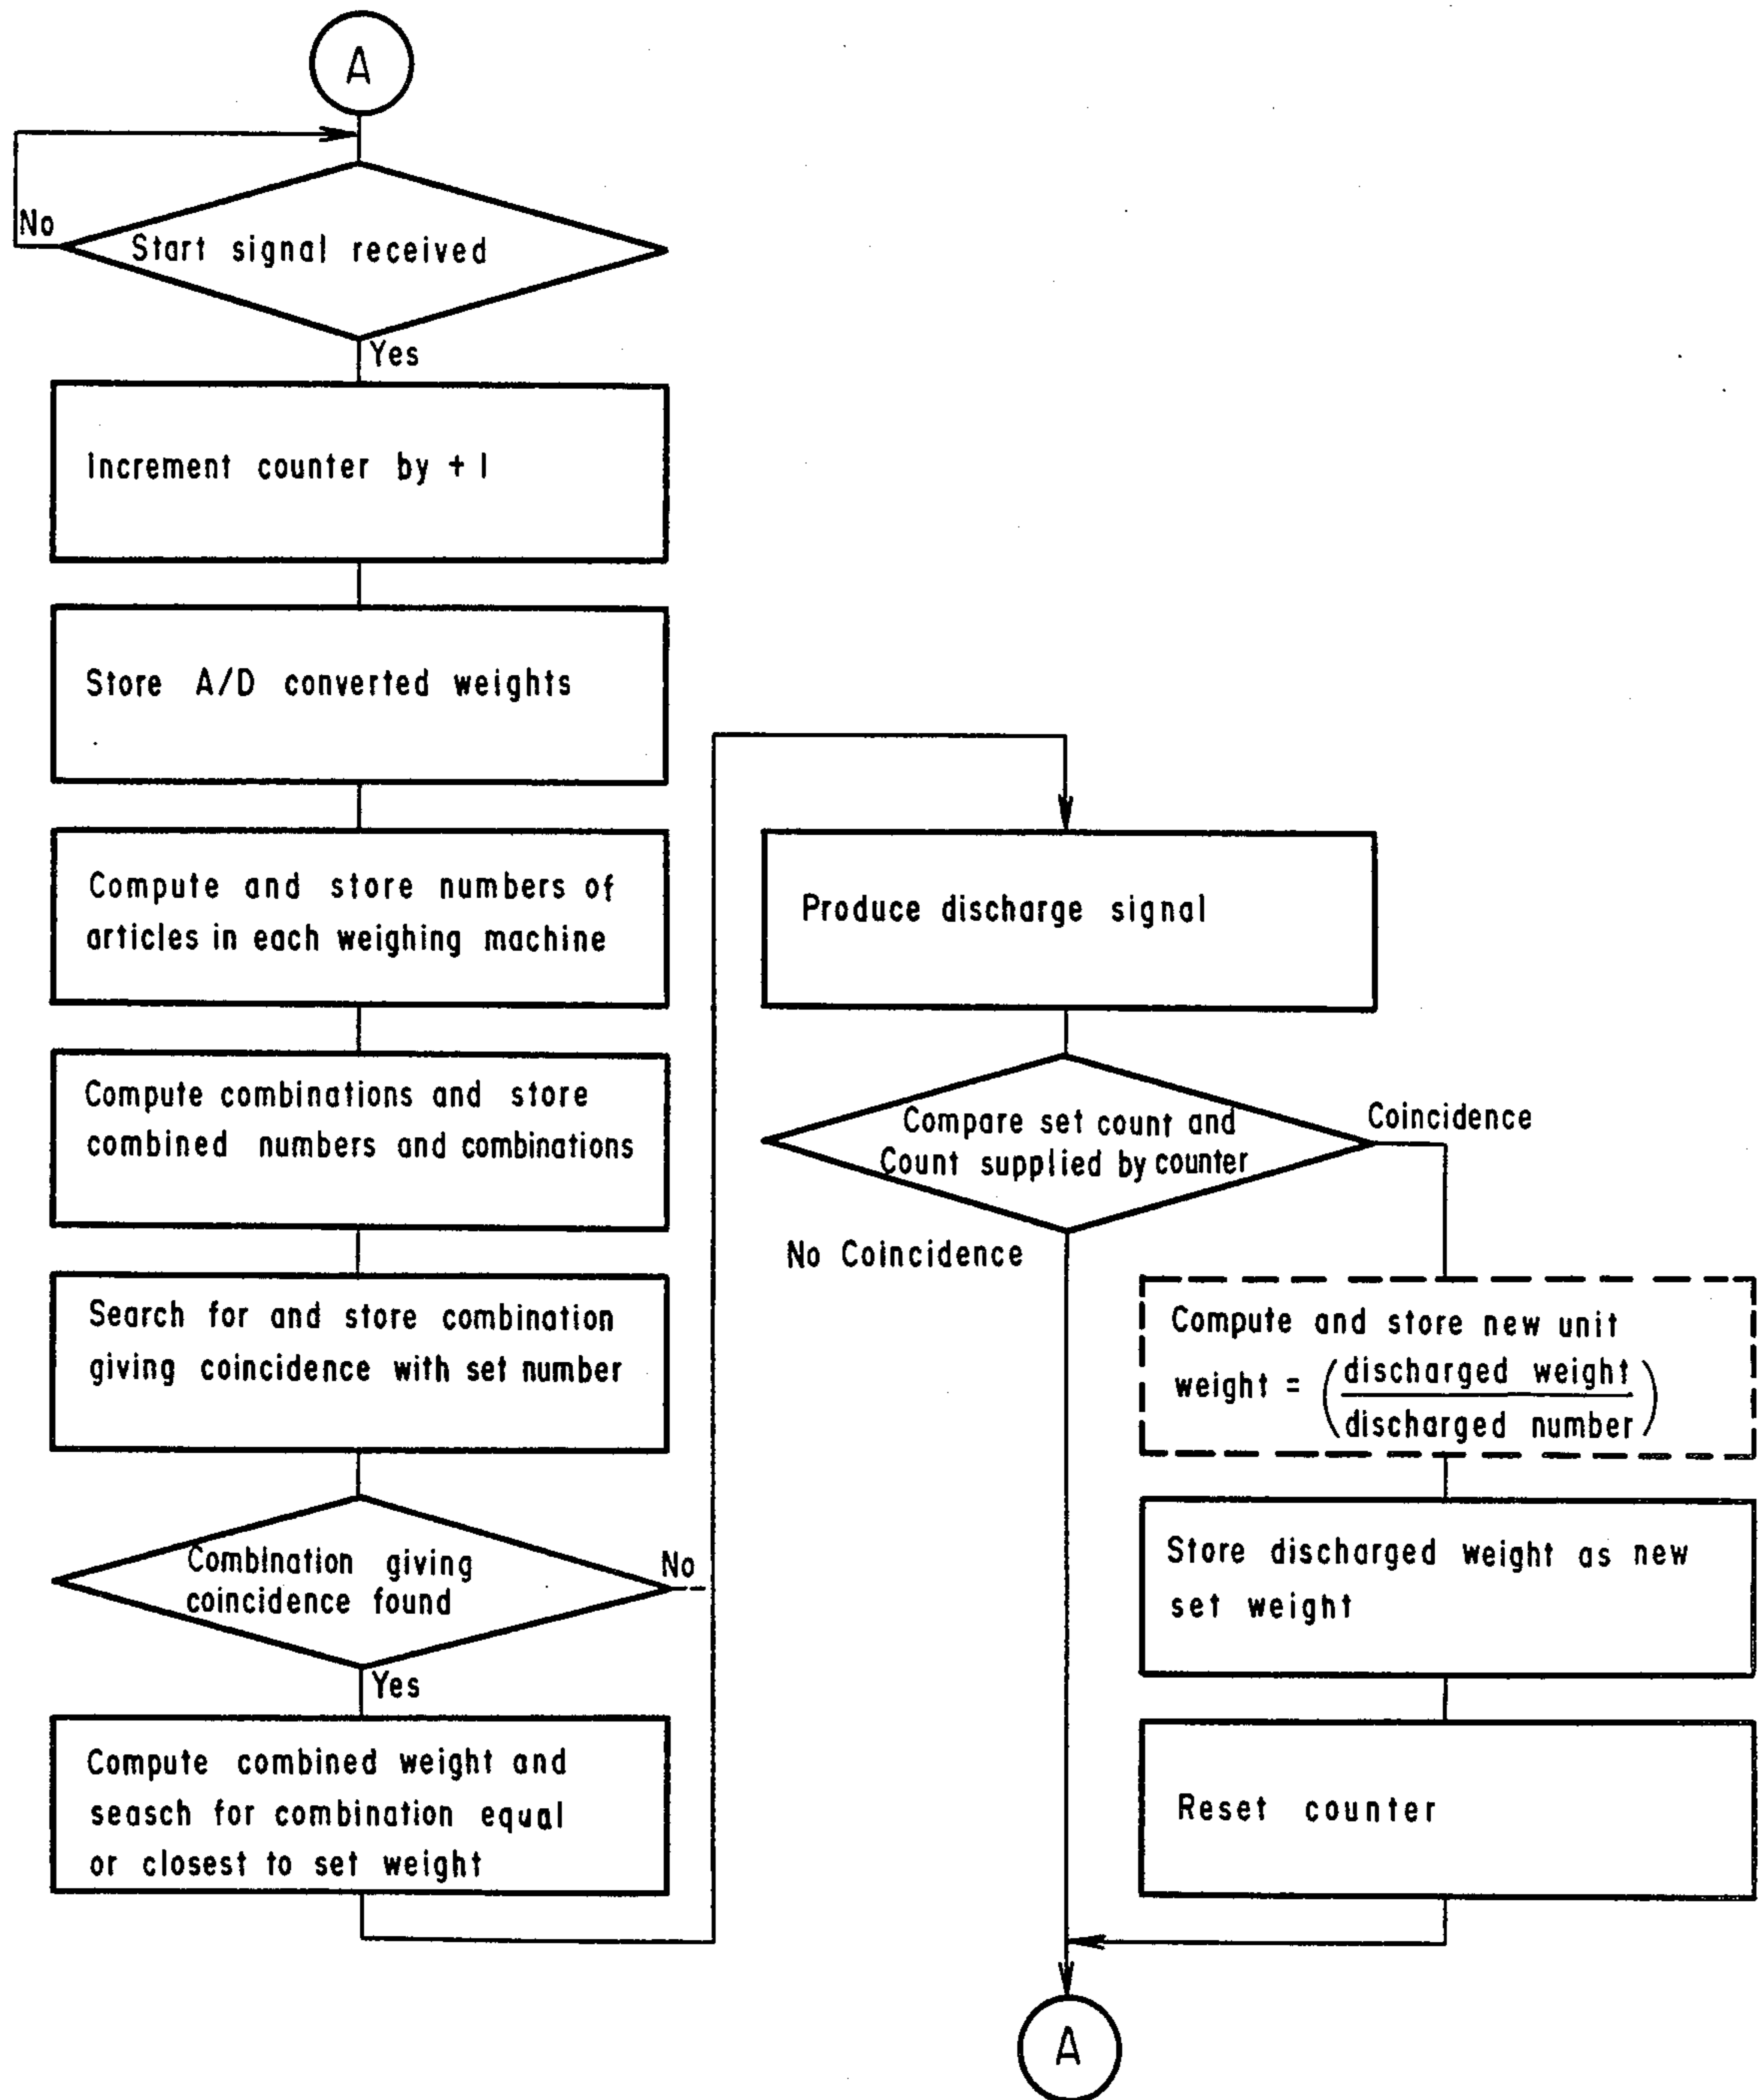 A
No
Start signal received
Yes
Increment counter by + 1
Store A/D converted weights
Compute and store numbers of
articles in each weighing machine
Compute combinations and store
combined numbers and combinations
Search for and store combination
giving coincidence with set number
Combination giving
coincidence found
No
Yes
Compute combined weight and
seasch for combination equal
or closest to set weight
Produce discharge signal
Compare set count and
Count supplied by counter
Coincidence
No Coincidence
Compute and store new unit
weight = (discharged weight
discharged number)
Store discharged weight as new
set weight
Reset counter
A